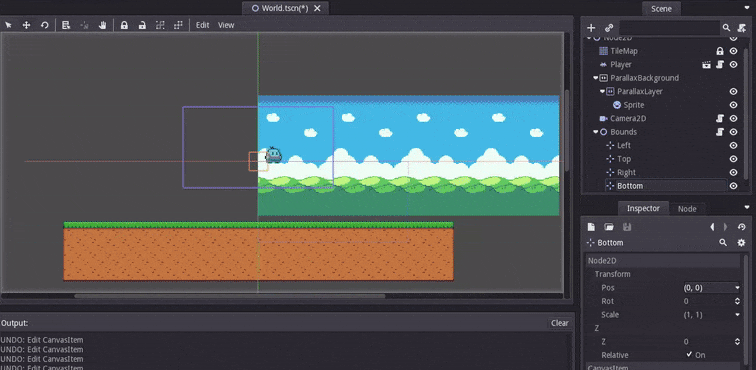 World.tscn(*)
Scene
Edit View
Node2D
TileMap
Player
ParallaxBackground
ParallaxLayer
Sprite
Camera2D
Bounds
Left
Top
Right
Bottom
Inspector Node
Bottom
Node2D
Transform
Pos (0, 0)
Rot 0
Scale (1, 1)
Z
Z 0
Relative On
CanvasItem
Output: Clear
UNDO: Edit CanvasItem
UNDO: Edit CanvasItem
UNDO: Edit CanvasItem